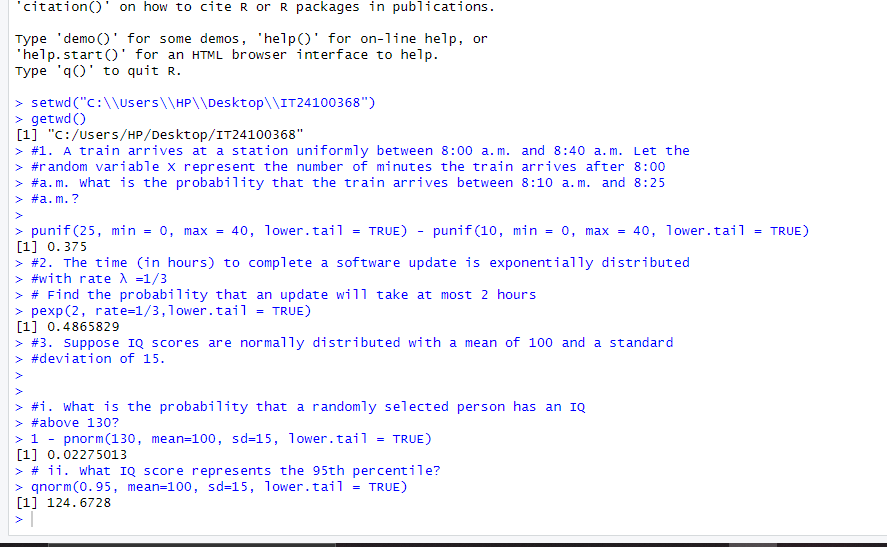 'citation()' on how to cite R or R packages in publications.
Type 'demo()' for some demos, 'help()' for on-line help, or
'help.start()' for an HTML browser interface to help.
Type 'q()' to quit R.
> setwd("C:\\Users\\HP\\Desktop\\IT24100368")
> getwd()
[1] "C:/Users/HP/Desktop/IT24100368"
> #1. A train arrives at a station uniformly between 8:00 a.m. and 8:40 a.m. Let the
> #random variable X represent the number of minutes the train arrives after 8:00
> #a.m. What is the probability that the train arrives between 8:10 a.m. and 8:25
> #a.m.?
>
> punif(25, min = 0, max = 40, lower.tail = TRUE) - punif(10, min = 0, max = 40, lower.tail = TRUE)
[1] 0.375
> #2. The time (in hours) to complete a software update is exponentially distributed
> #with rate λ =1/3
> # Find the probability that an update will take at most 2 hours
> pexp(2, rate=1/3,lower.tail = TRUE)
[1] 0.4865829
> #3. Suppose IQ scores are normally distributed with a mean of 100 and a standard
> #deviation of 15.
>
>
> #i. What is the probability that a randomly selected person has an IQ
> #above 130?
> 1 - pnorm(130, mean=100, sd=15, lower.tail = TRUE)
[1] 0.02275013
> # ii. What IQ score represents the 95th percentile?
> qnorm(0.95, mean=100, sd=15, lower.tail = TRUE)
[1] 124.6728
>